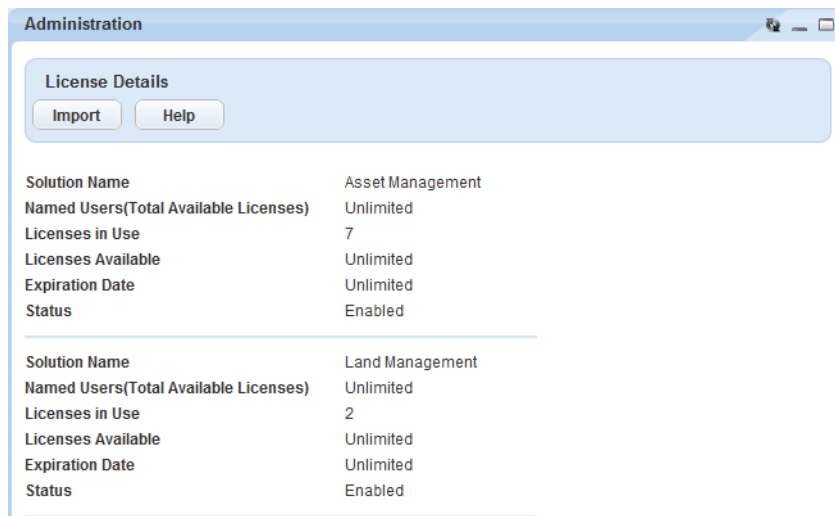 Administration
License Details
Import Help
Solution Name Asset Management
Named Users(Total Available Licenses) Unlimited
Licenses in Use 7
Licenses Available Unlimited
Expiration Date Unlimited
Status Enabled
Solution Name Land Management
Named Users(Total Available Licenses) Unlimited
Licenses in Use 2
Licenses Available Unlimited
Expiration Date Unlimited
Status Enabled